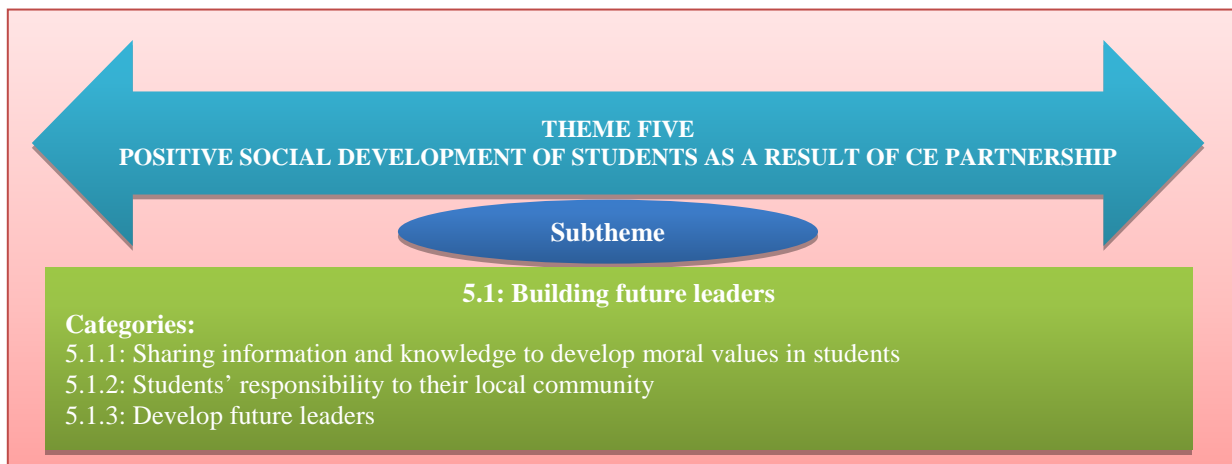 THEME FIVE
POSITIVE SOCIAL DEVELOPMENT OF STUDENTS AS A RESULT OF CE PARTNERSHIP
Subtheme
5.1: Building future leaders
Categories:
5.1.1: Sharing information and knowledge to develop moral values in students
5.1.2: Students’ responsibility to their local community
5.1.3: Develop future leaders